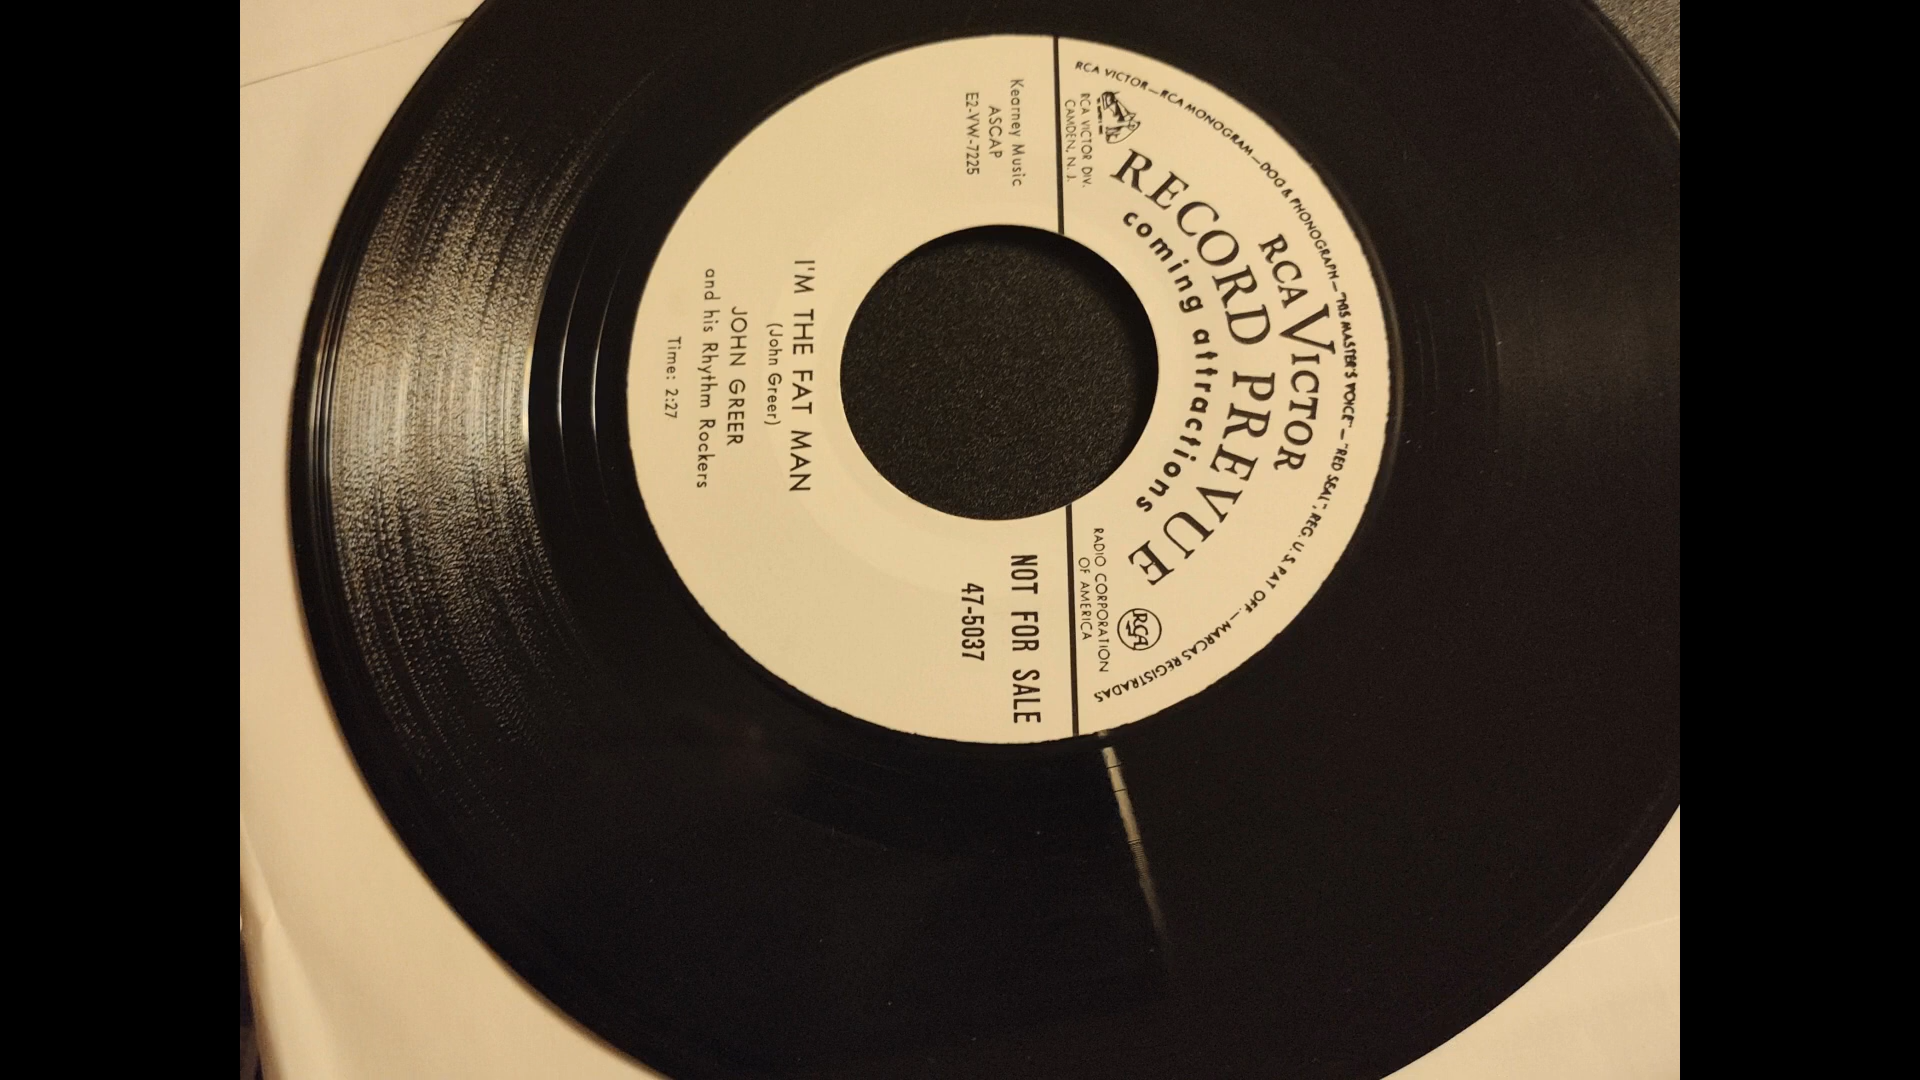 RCA VICTOR — RCA MONOGRAM — DOG & PHONOGRAPH — "HIS MASTER'S VOICE" — "RED SEAL", REG. U. S. PAT. OFF. — MARCAS REGISTRADAS
RCA VICTOR
RECORD PREVUE
coming attractions
RCA VICTOR DIV.
CAMDEN, N. J.
RCA
RADIO CORPORATION
OF AMERICA
Kearney Music
ASCAP
E2-VW-7225
NOT FOR SALE
47-5037
I'M THE FAT MAN
(John Greer)
JOHN GREER
and his Rhythm Rockers
Time: 2:27